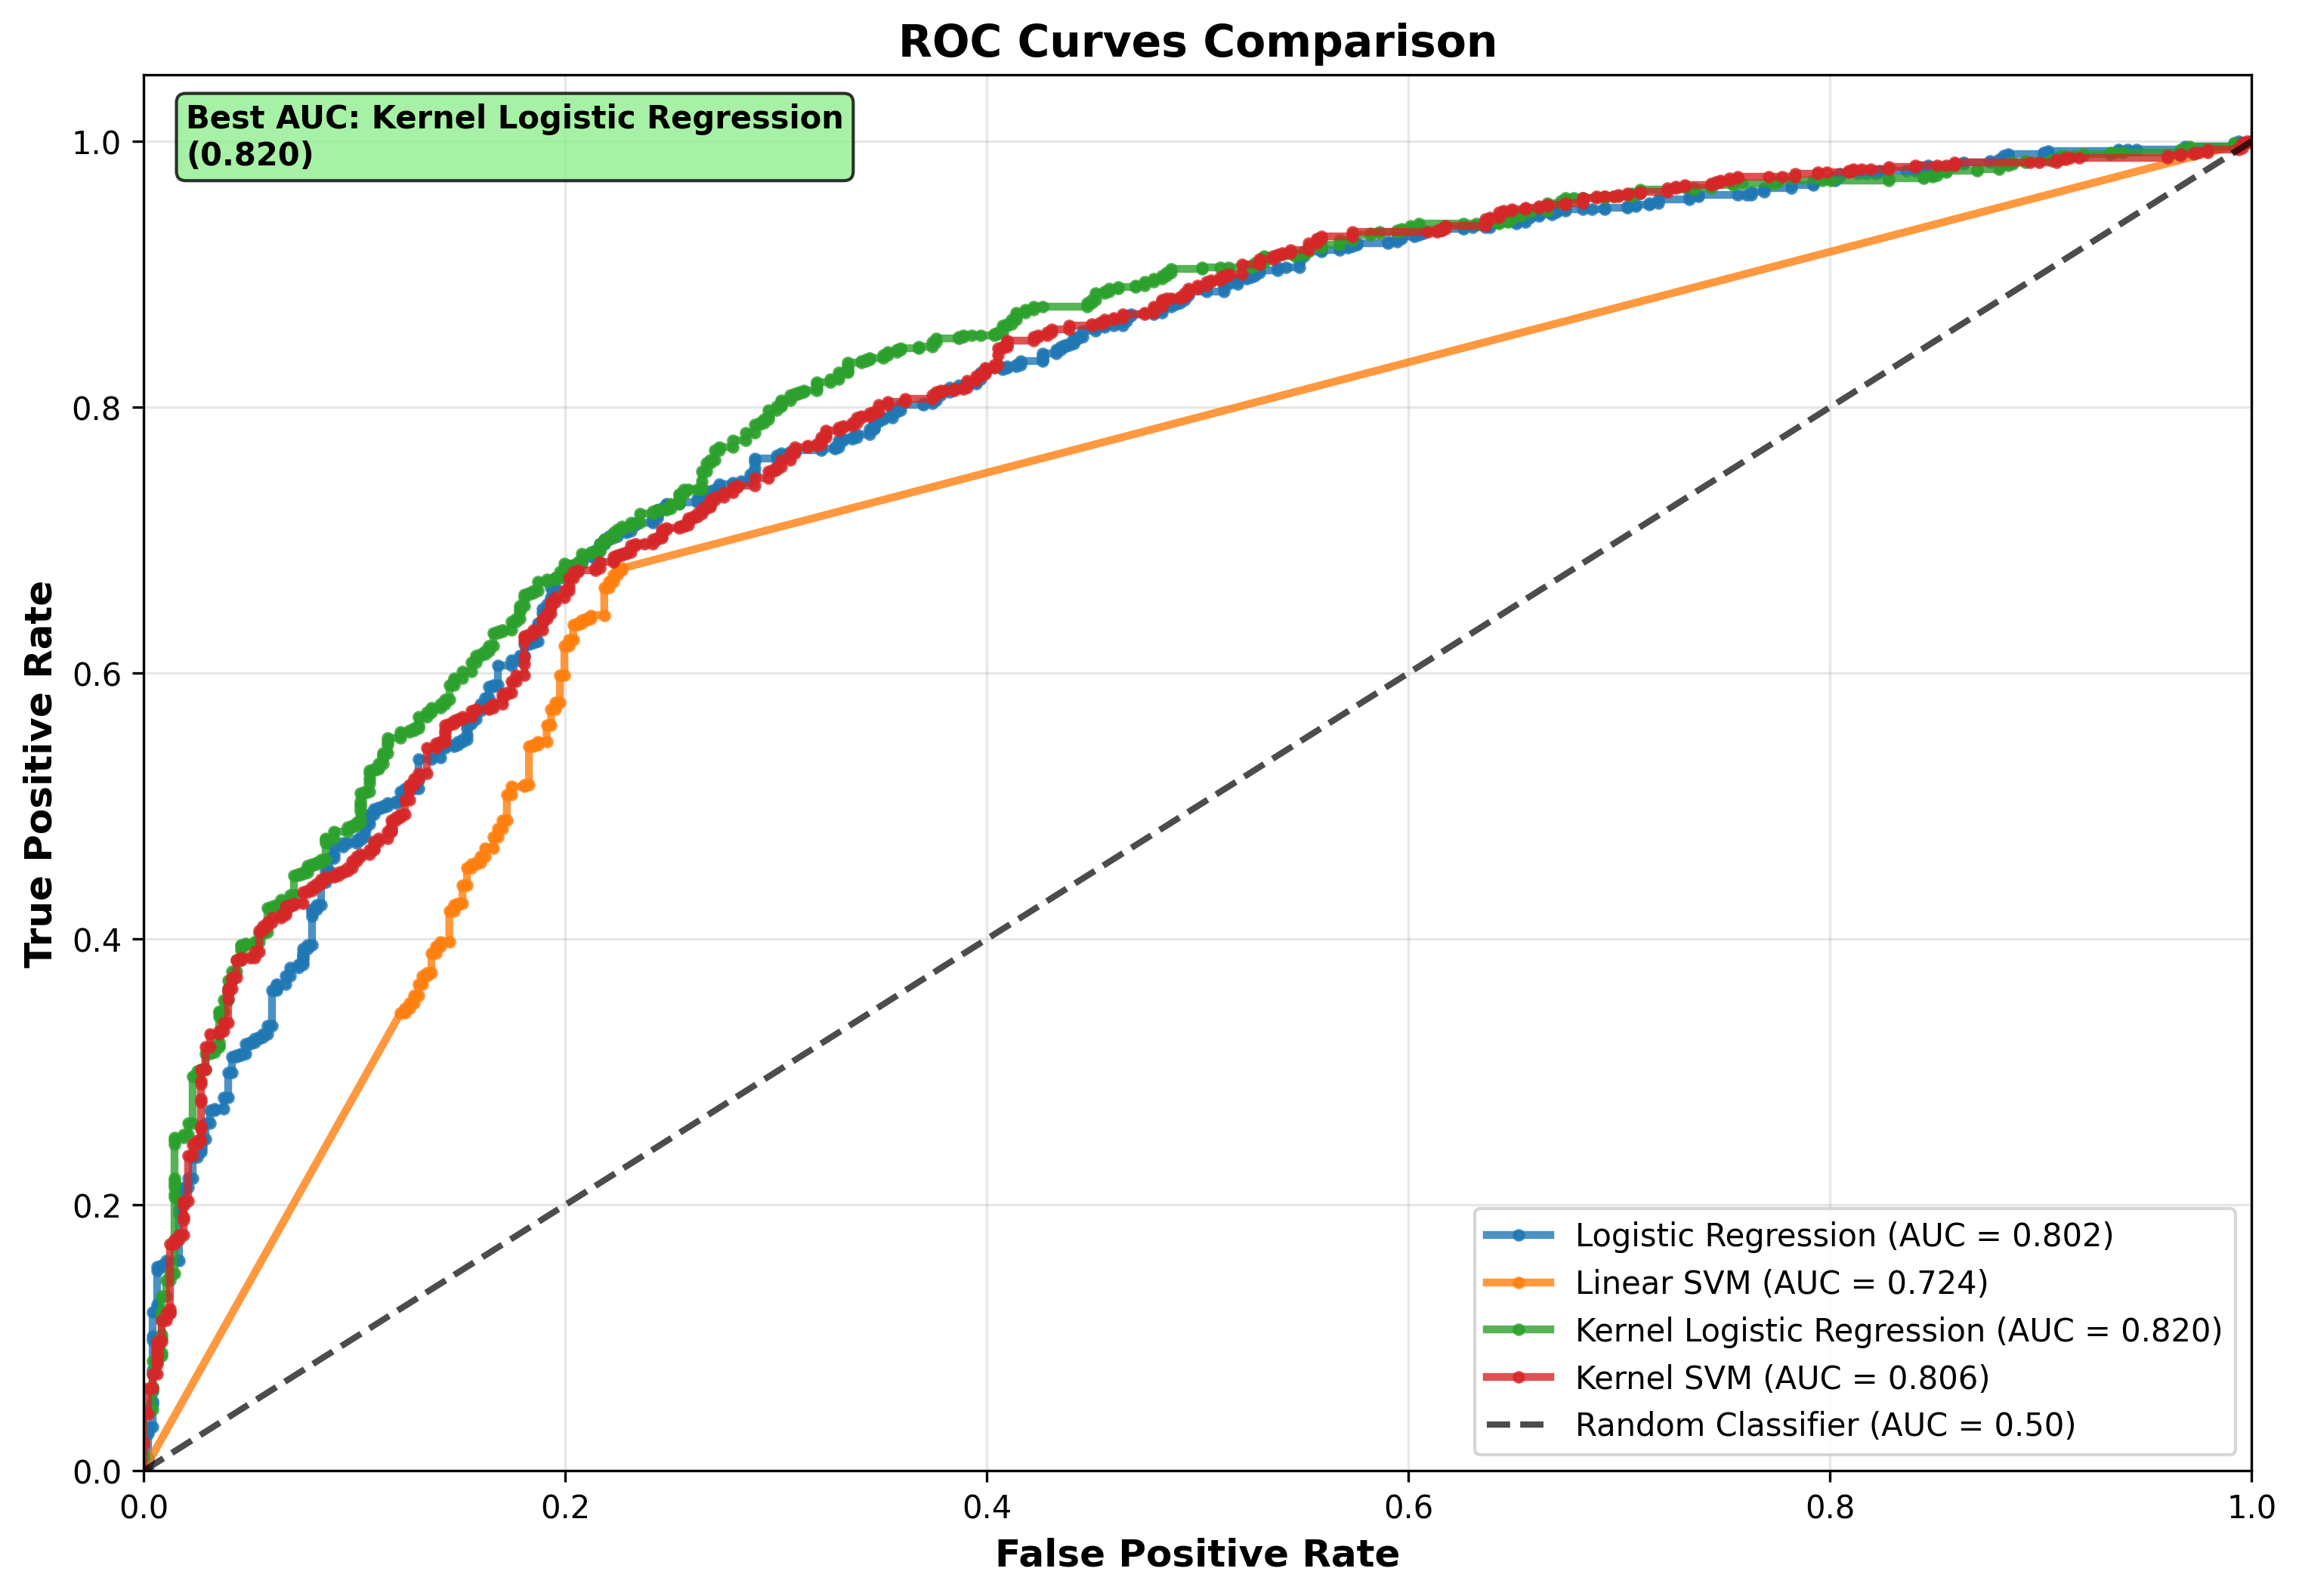 ROC Curves Comparison
Best AUC: Kernel Logistic Regression
(0.820)
1.0
0.8
0.6
0.4
0.2
0.0
True Positive Rate
Logistic Regression (AUC = 0.802)
Linear SVM (AUC = 0.724)
Kernel Logistic Regression (AUC = 0.820)
Kernel SVM (AUC = 0.806)
Random Classifier (AUC = 0.50)
0.0 0.2 0.4 0.6 0.8 1.0
False Positive Rate